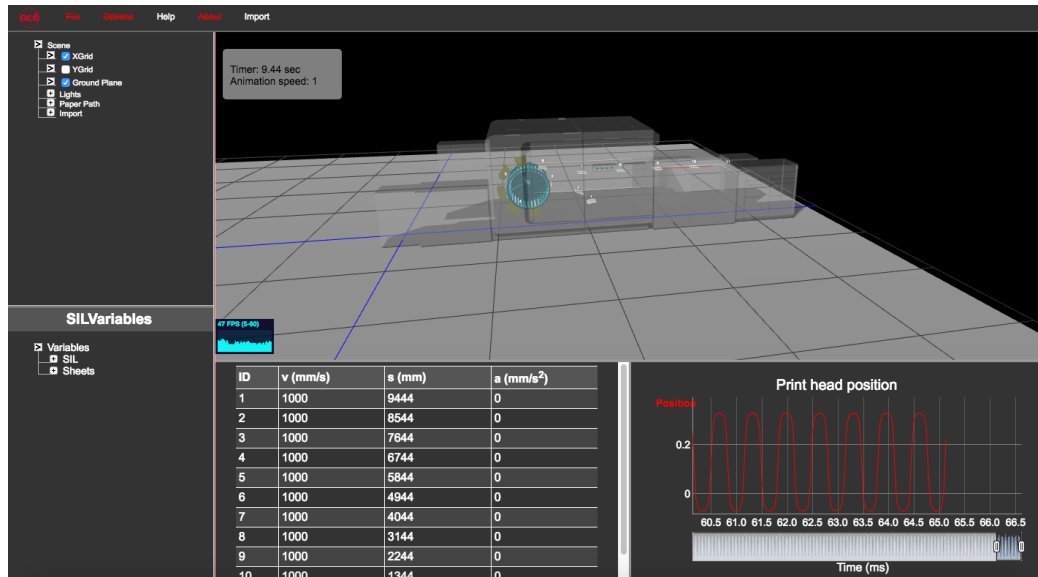 océ File Options Help About Import
Scene
XGrid
YGrid
Ground Plane
Lights
Paper Path
Import
Timer: 9.44 sec
Animation speed: 1
47 FPS (5-60)
SILVariables
Variables
SIL
Sheets
ID v (mm/s) s (mm) a (mm/s²)
1 1000 9444 0
2 1000 8544 0
3 1000 7644 0
4 1000 6744 0
5 1000 5844 0
6 1000 4944 0
7 1000 4044 0
8 1000 3144 0
9 1000 2244 0
10 1000 1344 0
Print head position
Position
0.2
0
60.5 61.0 61.5 62.0 62.5 63.0 63.5 64.0 64.5 65.0 65.5 66.0 66.5
Time (ms)